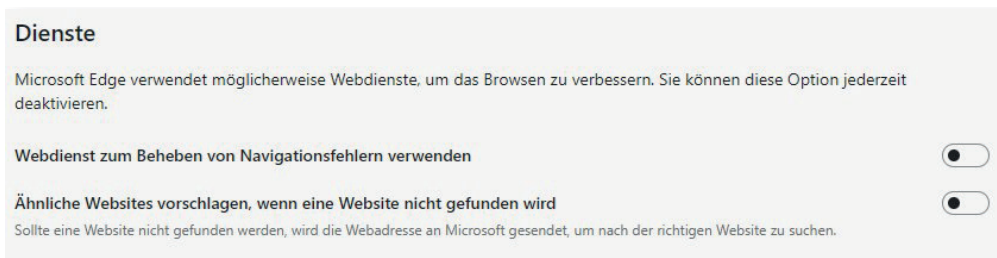 Dienste
Microsoft Edge verwendet möglicherweise Webdienste, um das Browsen zu verbessern. Sie können diese Option jederzeit
deaktivieren.
Webdienst zum Beheben von Navigationsfehlern verwenden
Ähnliche Websites vorschlagen, wenn eine Website nicht gefunden wird
Sollte eine Website nicht gefunden werden, wird die Webadresse an Microsoft gesendet, um nach der richtigen Website zu suchen.